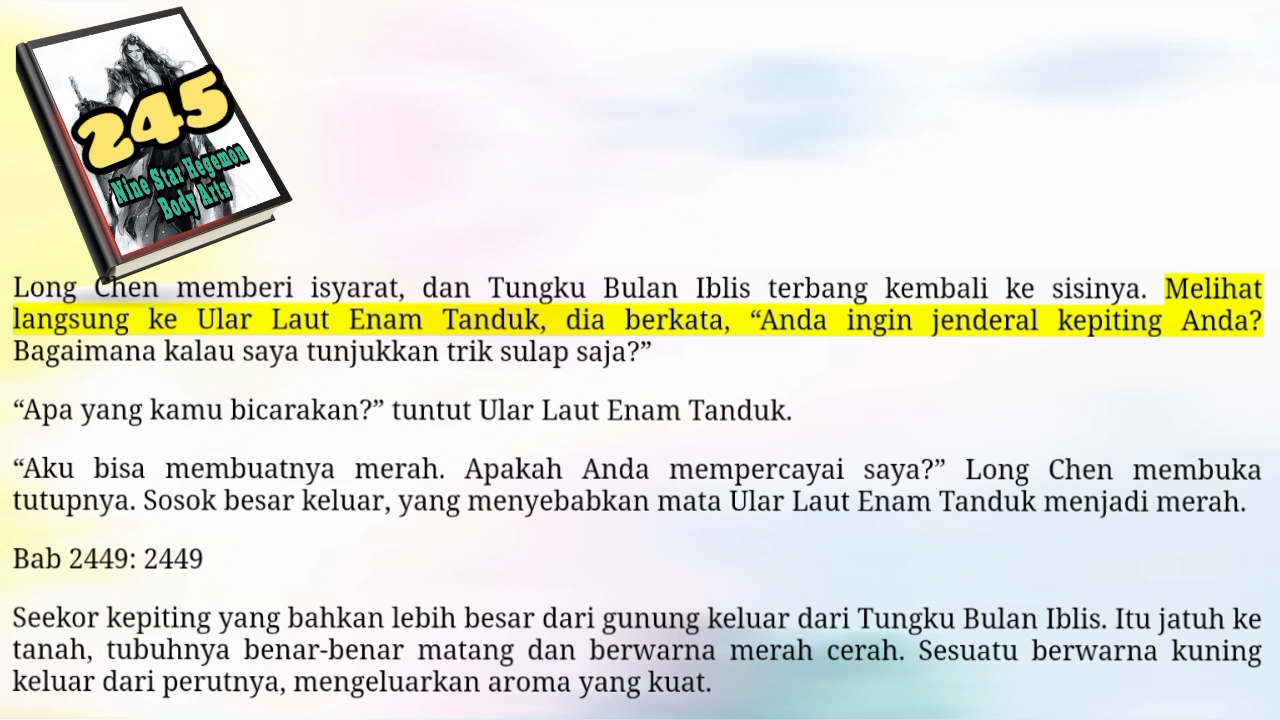 245
Nine Star Hegemon
Body Arts
Long Chen memberi isyarat, dan Tungku Bulan Iblis terbang kembali ke sisinya. Melihat
langsung ke Ular Laut Enam Tanduk, dia berkata, “Anda ingin jenderal kepiting Anda?
Bagaimana kalau saya tunjukkan trik sulap saja?”
“Apa yang kamu bicarakan?” tuntut Ular Laut Enam Tanduk.
“Aku bisa membuatnya merah. Apakah Anda mempercayai saya?” Long Chen membuka
tutupnya. Sosok besar keluar, yang menyebabkan mata Ular Laut Enam Tanduk menjadi merah.
Bab 2449: 2449
Seekor kepiting yang bahkan lebih besar dari gunung keluar dari Tungku Bulan Iblis. Itu jatuh ke
tanah, tubuhnya benar-benar matang dan berwarna merah cerah. Sesuatu berwarna kuning
keluar dari perutnya, mengeluarkan aroma yang kuat.